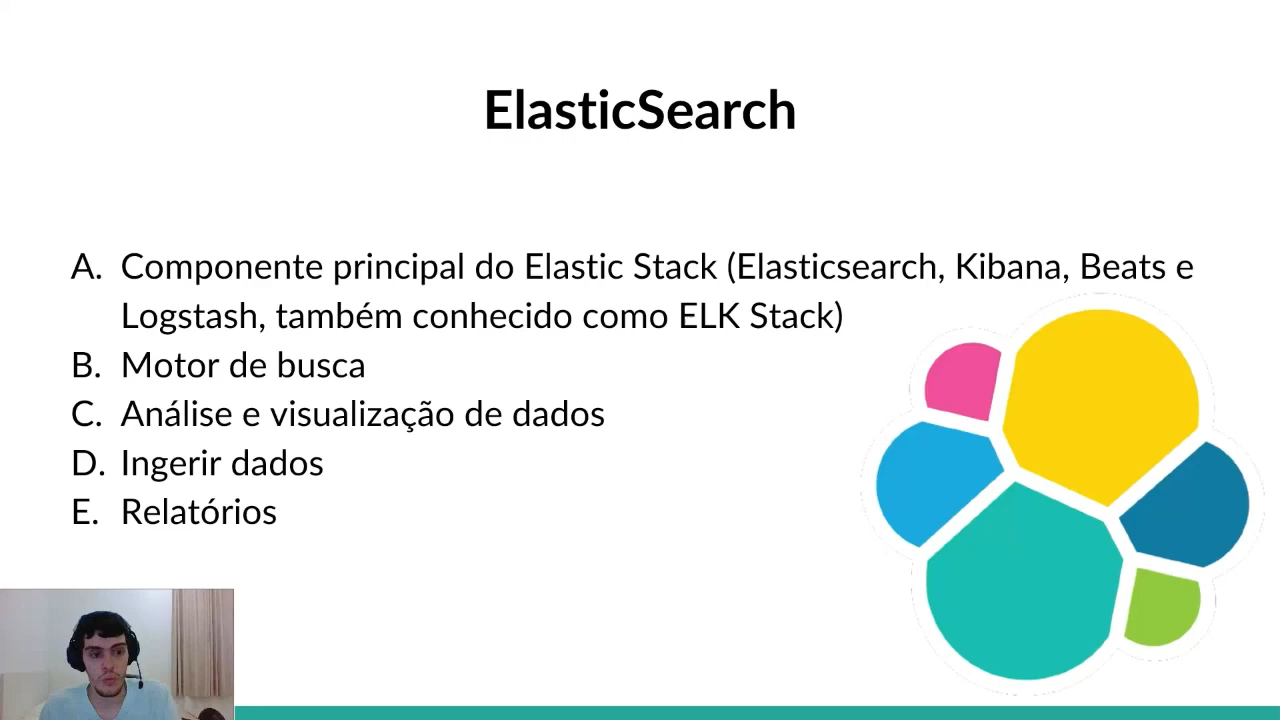 ElasticSearch
A. Componente principal do Elastic Stack (Elasticsearch, Kibana, Beats e
Logstash, também conhecido como ELK Stack)
B. Motor de busca
C. Análise e visualização de dados
D. Ingerir dados
E. Relatórios